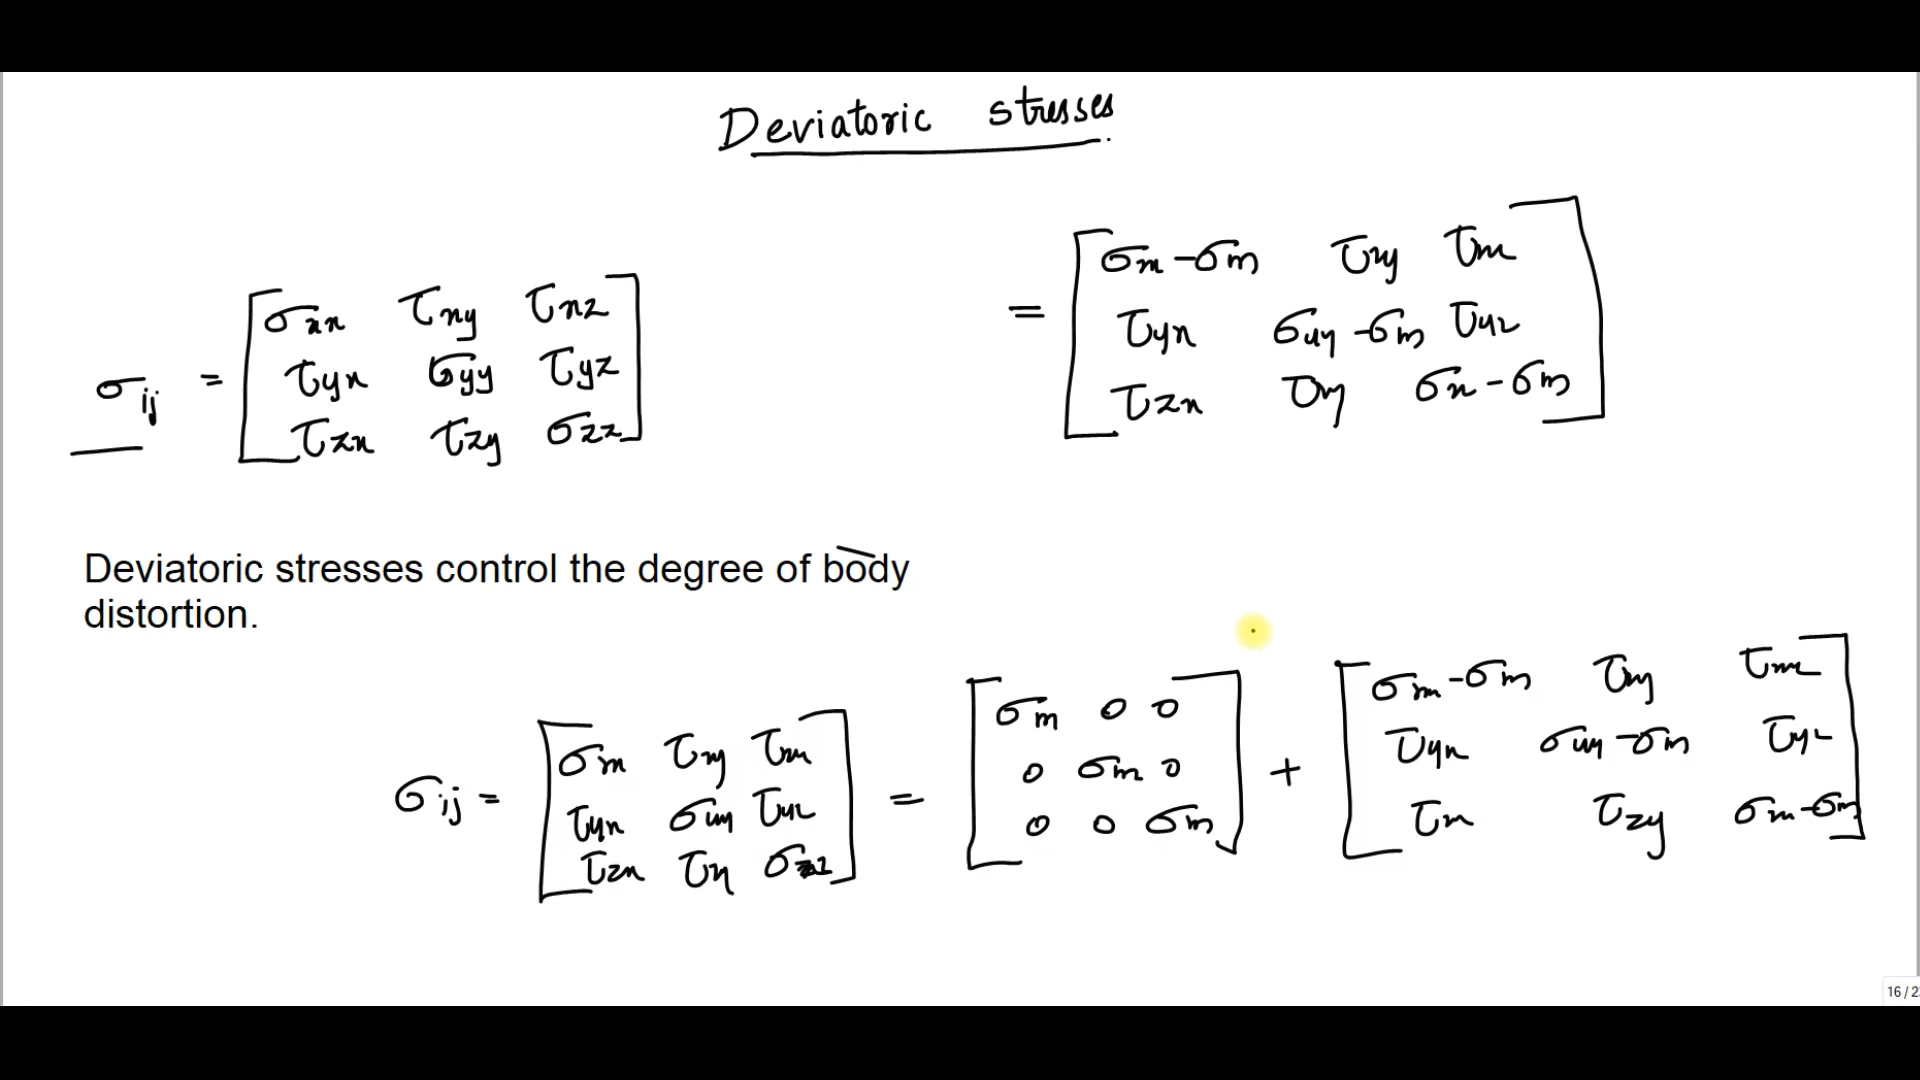 Deviatoric stresses
σij = [σxx τxy τxz
τyx σyy τyz
τzx τzy σzz]
= [σxx-σm τxy τxz
τyx σyy-σm τyz
τzx τzy σzz-σm]
Deviatoric stresses control the degree of body
distortion.
σij = [σxx τxy τxz
τyx σyy τyz
τzx τzy σzz]
= [σm 0 0
0 σm 0
0 0 σm]
+ [σxx-σm τxy τxz
τyx σyy-σm τyz
τzx τzy σzz-σm]
16 / 2